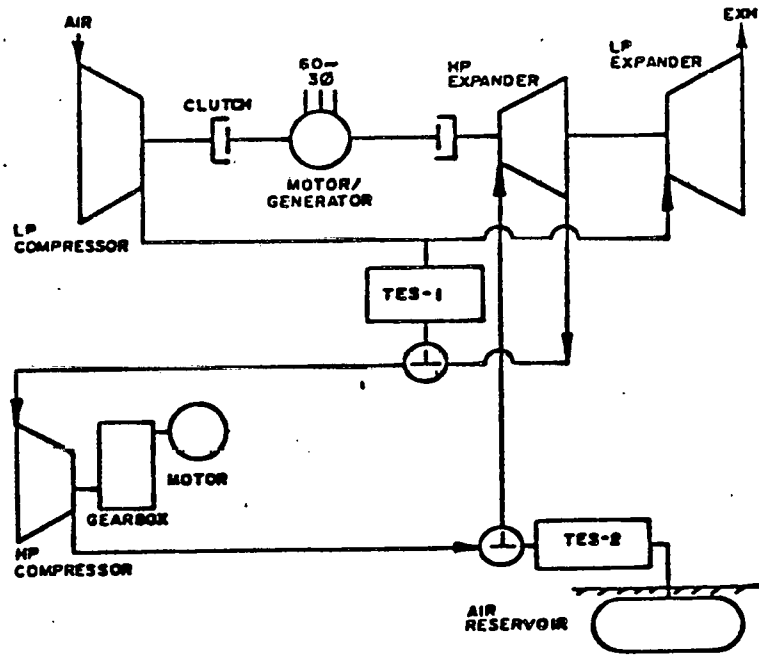 AIR
EXH
LP
EXPANDER
HP
EXPANDER
60~
3Ø
CLUTCH
MOTOR/
GENERATOR
LP
COMPRESSOR
TES-1
MOTOR
GEARBOX
HP
COMPRESSOR
TES-2
AIR
RESERVOIR